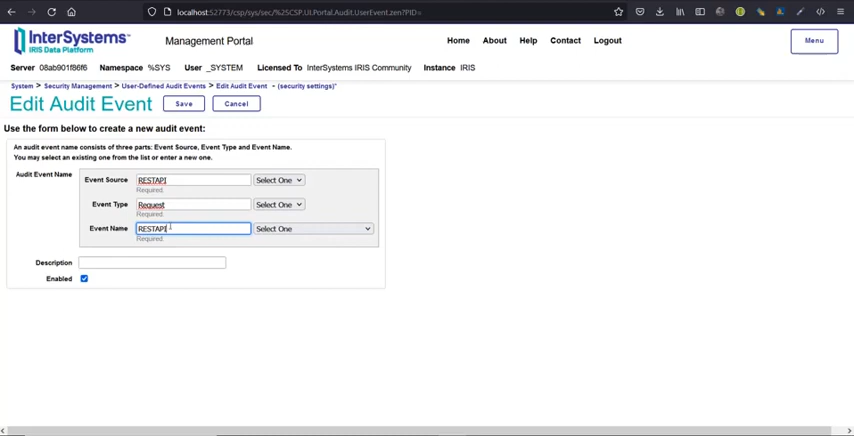 localhost:52773/csp/sys/sec/%25CSP.UI.Portal.Audit.UserEvent.zen?PID=
InterSystems™
IRIS Data Platform
Management Portal
Home About Help Contact Logout
Menu
Server 08ab901f86f6 Namespace %SYS User _SYSTEM Licensed To InterSystems IRIS Community Instance IRIS
System > Security Management > User-Defined Audit Events > Edit Audit Event - (security settings)*
Edit Audit Event
Save
Cancel
Use the form below to create a new audit event:
An audit event name consists of three parts: Event Source, Event Type and Event Name.
You may select an existing one from the list or enter a new one.
Audit Event Name
Event Source RESTAPI Select One
Required.
Event Type Request Select One
Required.
Event Name RESTAPI Select One
Required.
Description
Enabled